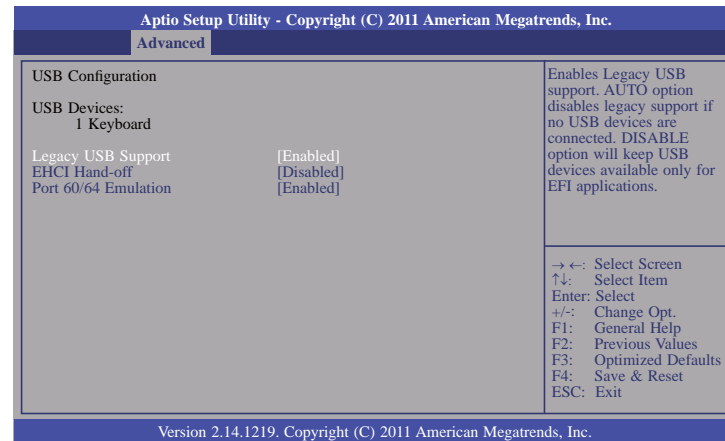 Aptio Setup Utility - Copyright (C) 2011 American Megatrends, Inc.
Advanced
USB Configuration
USB Devices:
1 Keyboard
Legacy USB Support [Enabled]
EHCI Hand-off [Disabled]
Port 60/64 Emulation [Enabled]
Enables Legacy USB
support. AUTO option
disables legacy support if
no USB devices are
connected. DISABLE
option will keep USB
devices available only for
EFI applications.
→←: Select Screen
↑↓: Select Item
Enter: Select
+/-: Change Opt.
F1: General Help
F2: Previous Values
F3: Optimized Defaults
F4: Save & Reset
ESC: Exit
Version 2.14.1219. Copyright (C) 2011 American Megatrends, Inc.